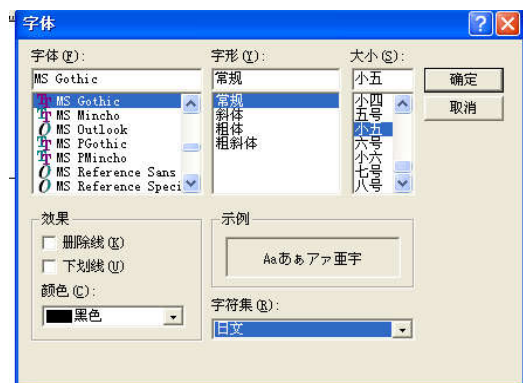 字体
字体(F):
字形(Y):
大小(S):
MS Gothic
常规
小五
确定
MS Gothic
常规
小四
取消
MS Mincho
斜体
五号
MS Outlook
粗体
小五
MS PGothic
粗斜体
六号
MS PMincho
小六
MS Reference Sans
七号
MS Reference Speci
八号
效果
示例
删除线(K)
Aaあぁアァ亜宇
下划线(U)
颜色(C):
字符集(R):
黑色
日文